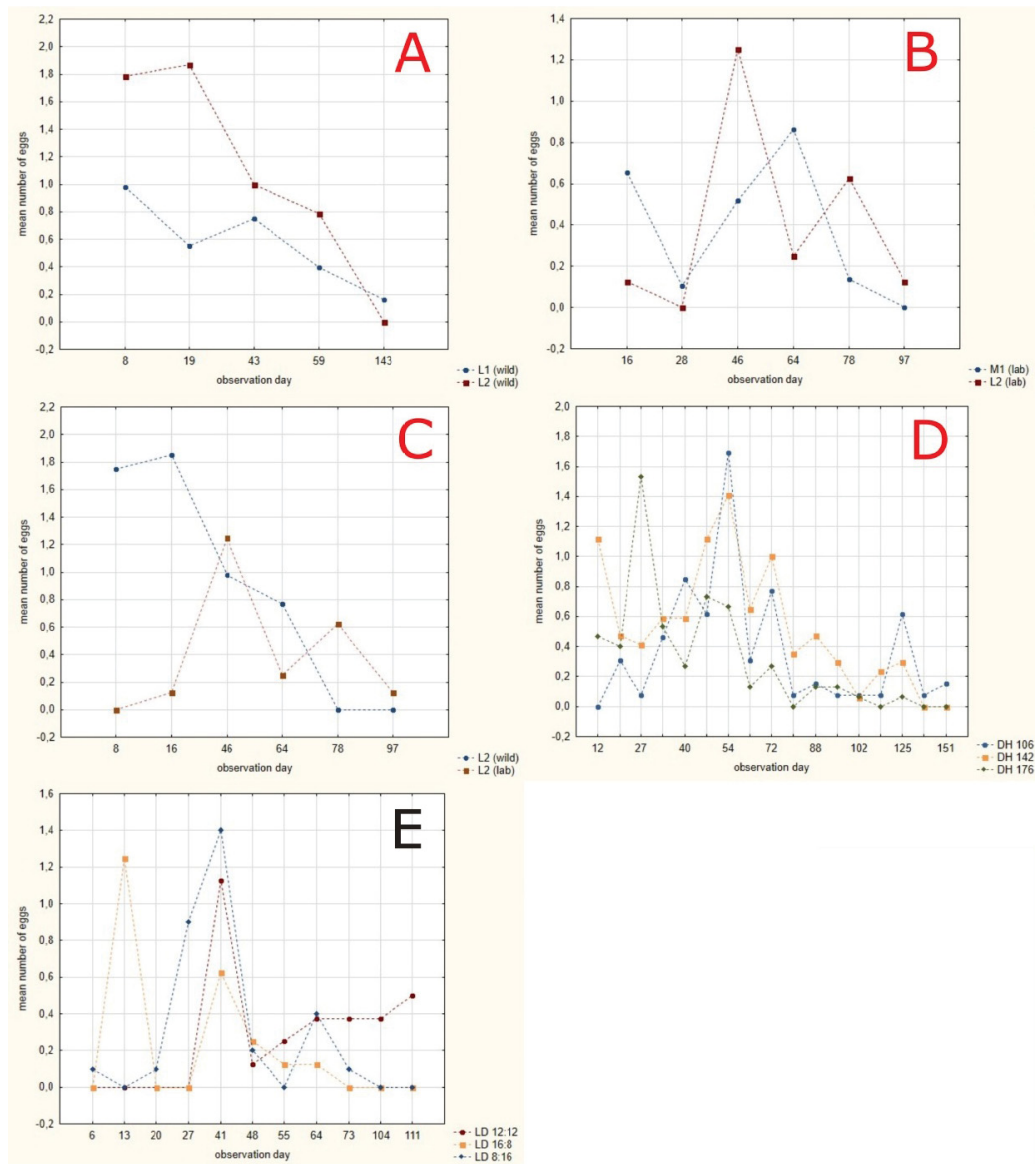 A
2,2
2,0
1,8
1,6
1,4
1,2
1,0
0,8
0,6
0,4
0,2
0,0
-0,2
mean number of eggs
8 19 43 59 143
observation day
L1 (wild)
L2 (wild)
B
1,4
1,2
1,0
0,8
0,6
0,4
0,2
0,0
-0,2
mean number of eggs
16 28 46 64 78 97
observation day
M1 (lab)
L2 (lab)
C
2,2
2,0
1,8
1,6
1,4
1,2
1,0
0,8
0,6
0,4
0,2
0,0
-0,2
mean number of eggs
8 16 46 64 78 97
observation day
L2 (wild)
L2 (lab)
D
2,0
1,8
1,6
1,4
1,2
1,0
0,8
0,6
0,4
0,2
0,0
-0,2
mean number of eggs
12 27 40 54 72 88 102 125 151
observation day
DH 106
DH 142
DH 176
E
1,6
1,4
1,2
1,0
0,8
0,6
0,4
0,2
0,0
-0,2
mean number of eggs
6 13 20 27 41 48 55 64 73 104 111
observation day
LD 12:12
LD 16:8
LD 8:16